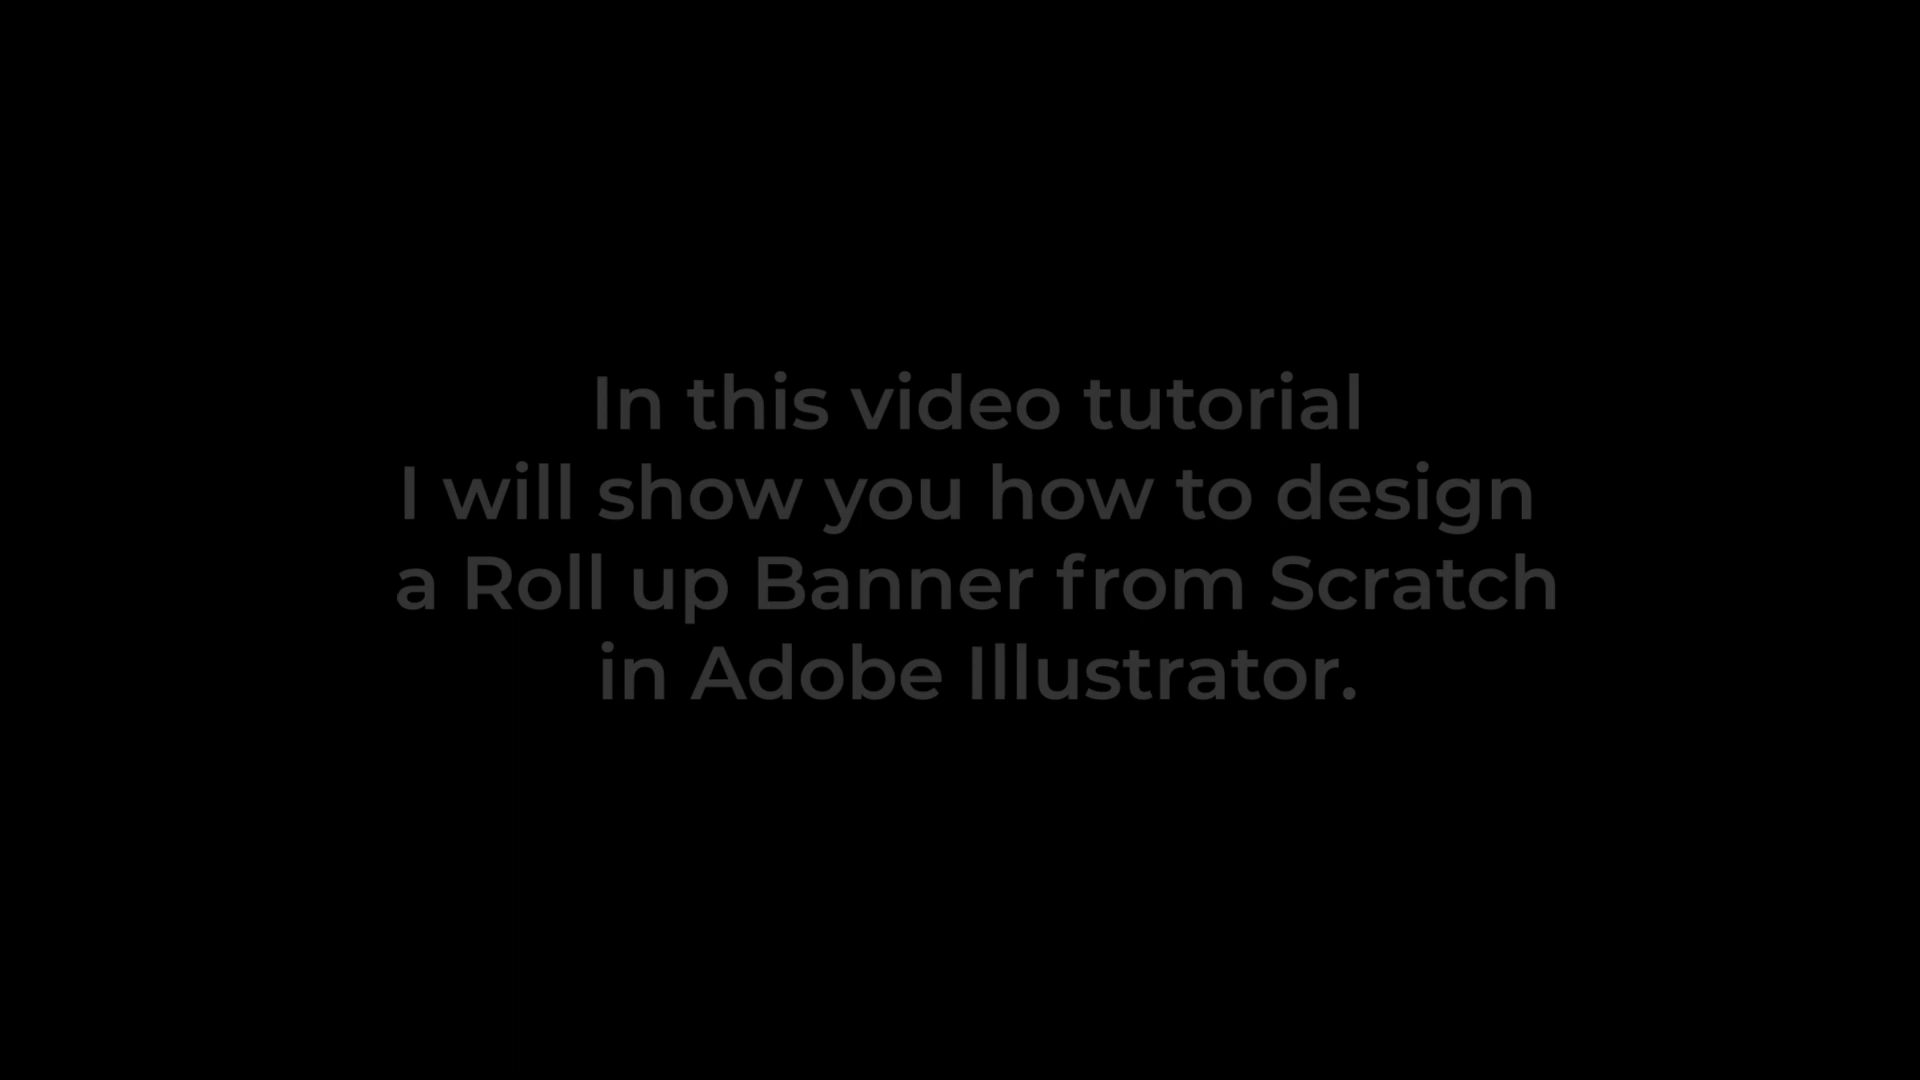 In this video tutorial
I will show you how to design
a Roll up Banner from Scratch
in Adobe Illustrator.